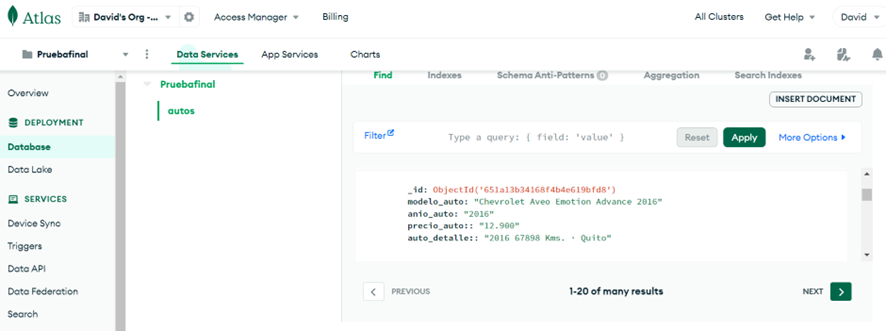 Atlas David's Org -... Access Manager Billing All Clusters Get Help David
Pruebafinal Data Services App Services Charts
Overview
DEPLOYMENT
Database
Data Lake
SERVICES
Device Sync
Triggers
Data API
Data Federation
Search
Pruebafinal
autos
Find Indexes Schema Anti-Patterns 0 Aggregation Search Indexes
INSERT DOCUMENT
Filter Type a query: { field: 'value' } Reset Apply More Options
_id: ObjectId('651a13b34168f4b4e619bfd8')
modelo_auto: "Chevrolet Aveo Emotion Advance 2016"
anio_auto: "2016"
precio_auto:: "12.900"
auto_detalle:: "2016 67898 Kms. · Quito"
PREVIOUS 1-20 of many results NEXT